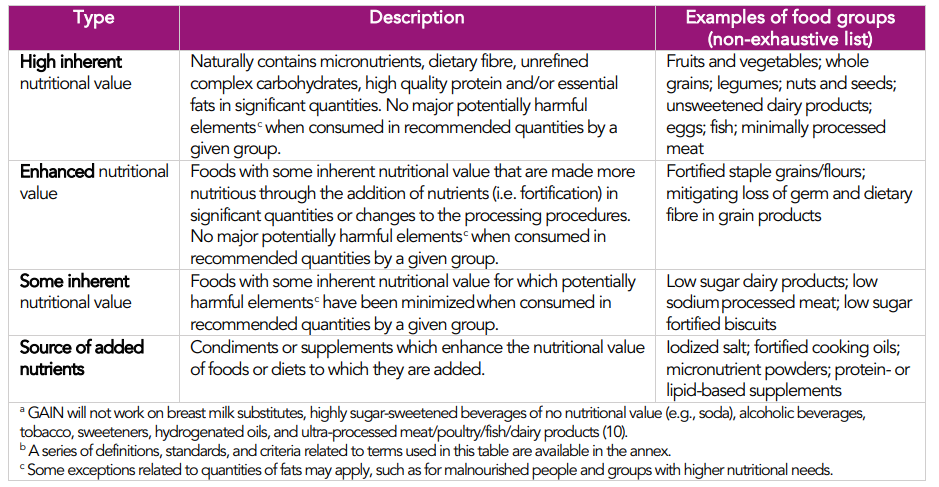 Type
Description
Examples of food groups
(non-exhaustive list)
High inherent
nutritional value
Naturally contains micronutrients, dietary fibre, unrefined
complex carbohydrates, high quality protein and/or essential
fats in significant quantities. No major potentially harmful
elements c when consumed in recommended quantities by a
given group.
Fruits and vegetables; whole
grains; legumes; nuts and seeds;
unsweetened dairy products;
eggs; fish; minimally processed
meat
Enhanced nutritional
value
Foods with some inherent nutritional value that are made more
nutritious through the addition of nutrients (i.e. fortification) in
significant quantities or changes to the processing procedures.
No major potentially harmful elements c when consumed in
recommended quantities by a given group.
Fortified staple grains/flours;
mitigating loss of germ and dietary
fibre in grain products
Some inherent
nutritional value
Foods with some inherent nutritional value for which potentially
harmful elements c have been minimized when consumed in
recommended quantities by a given group.
Low sugar dairy products; low
sodium processed meat; low sugar
fortified biscuits
Source of added
nutrients
Condiments or supplements which enhance the nutritional value
of foods or diets to which they are added.
Iodized salt; fortified cooking oils;
micronutrient powders; protein- or
lipid-based supplements
a GAIN will not work on breast milk substitutes, highly sugar-sweetened beverages of no nutritional value (e.g., soda), alcoholic beverages,
tobacco, sweeteners, hydrogenated oils, and ultra-processed meat/poultry/fish/dairy products (10).
b A series of definitions, standards, and criteria related to terms used in this table are available in the annex.
c Some exceptions related to quantities of fats may apply, such as for malnourished people and groups with higher nutritional needs.